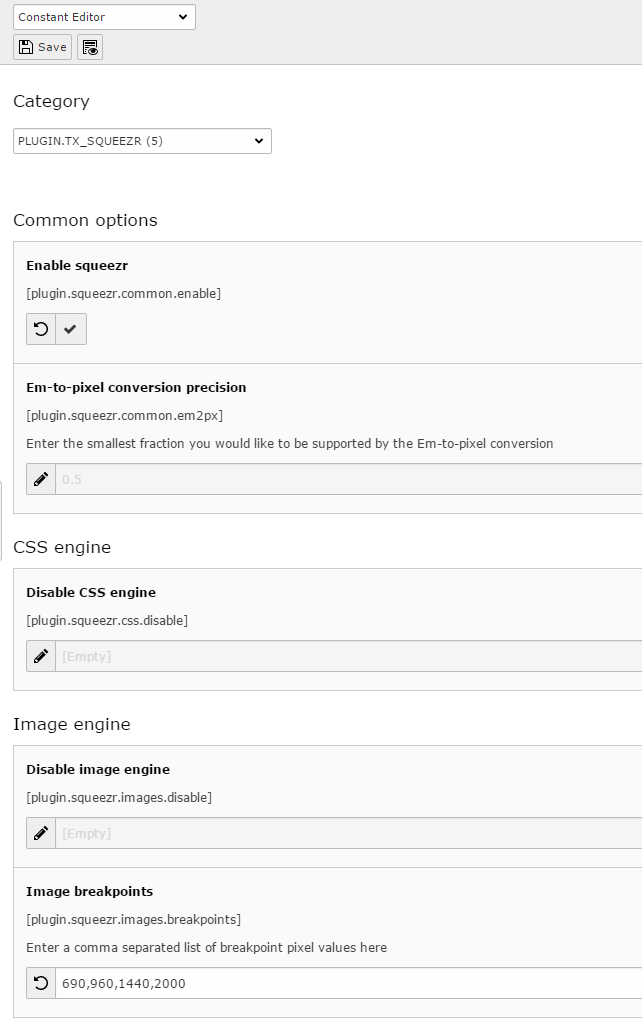 Constant Editor
Save
Category
PLUGIN.TX_SQUEEZR (5)
Common options
Enable squeezr
[plugin.squeezr.common.enable]
Em-to-pixel conversion precision
[plugin.squeezr.common.em2px]
Enter the smallest fraction you would like to be supported by the Em-to-pixel conversion
0.5
CSS engine
Disable CSS engine
[plugin.squeezr.css.disable]
[Empty]
Image engine
Disable image engine
[plugin.squeezr.images.disable]
[Empty]
Image breakpoints
[plugin.squeezr.images.breakpoints]
Enter a comma separated list of breakpoint pixel values here
690,960,1440,2000